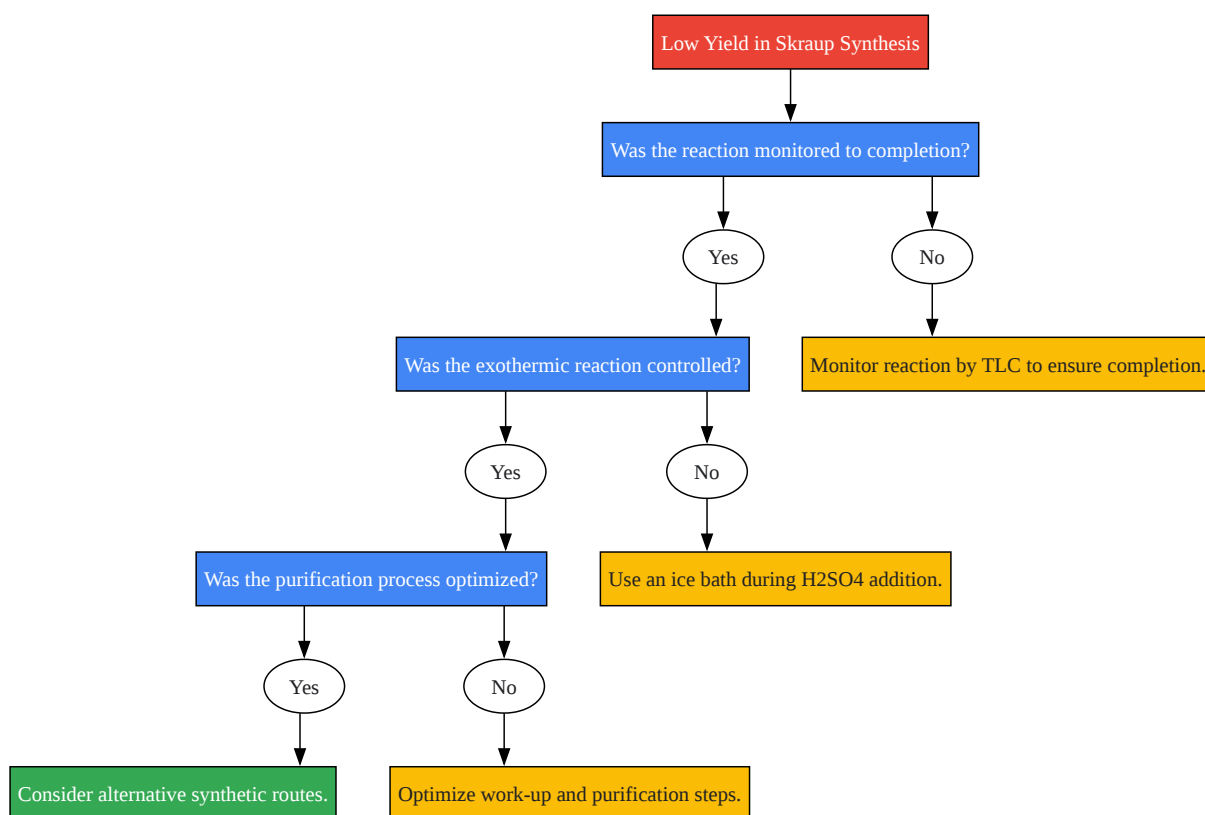 Low Yield in Skraup Synthesis
Was the reaction monitored to completion?
Yes
No
Was the exothermic reaction controlled?
Monitor reaction by TLC to ensure completion.
Yes
No
Was the purification process optimized?
Use an ice bath during H2SO4 addition.
Yes
No
Consider alternative synthetic routes.
Optimize work-up and purification steps.